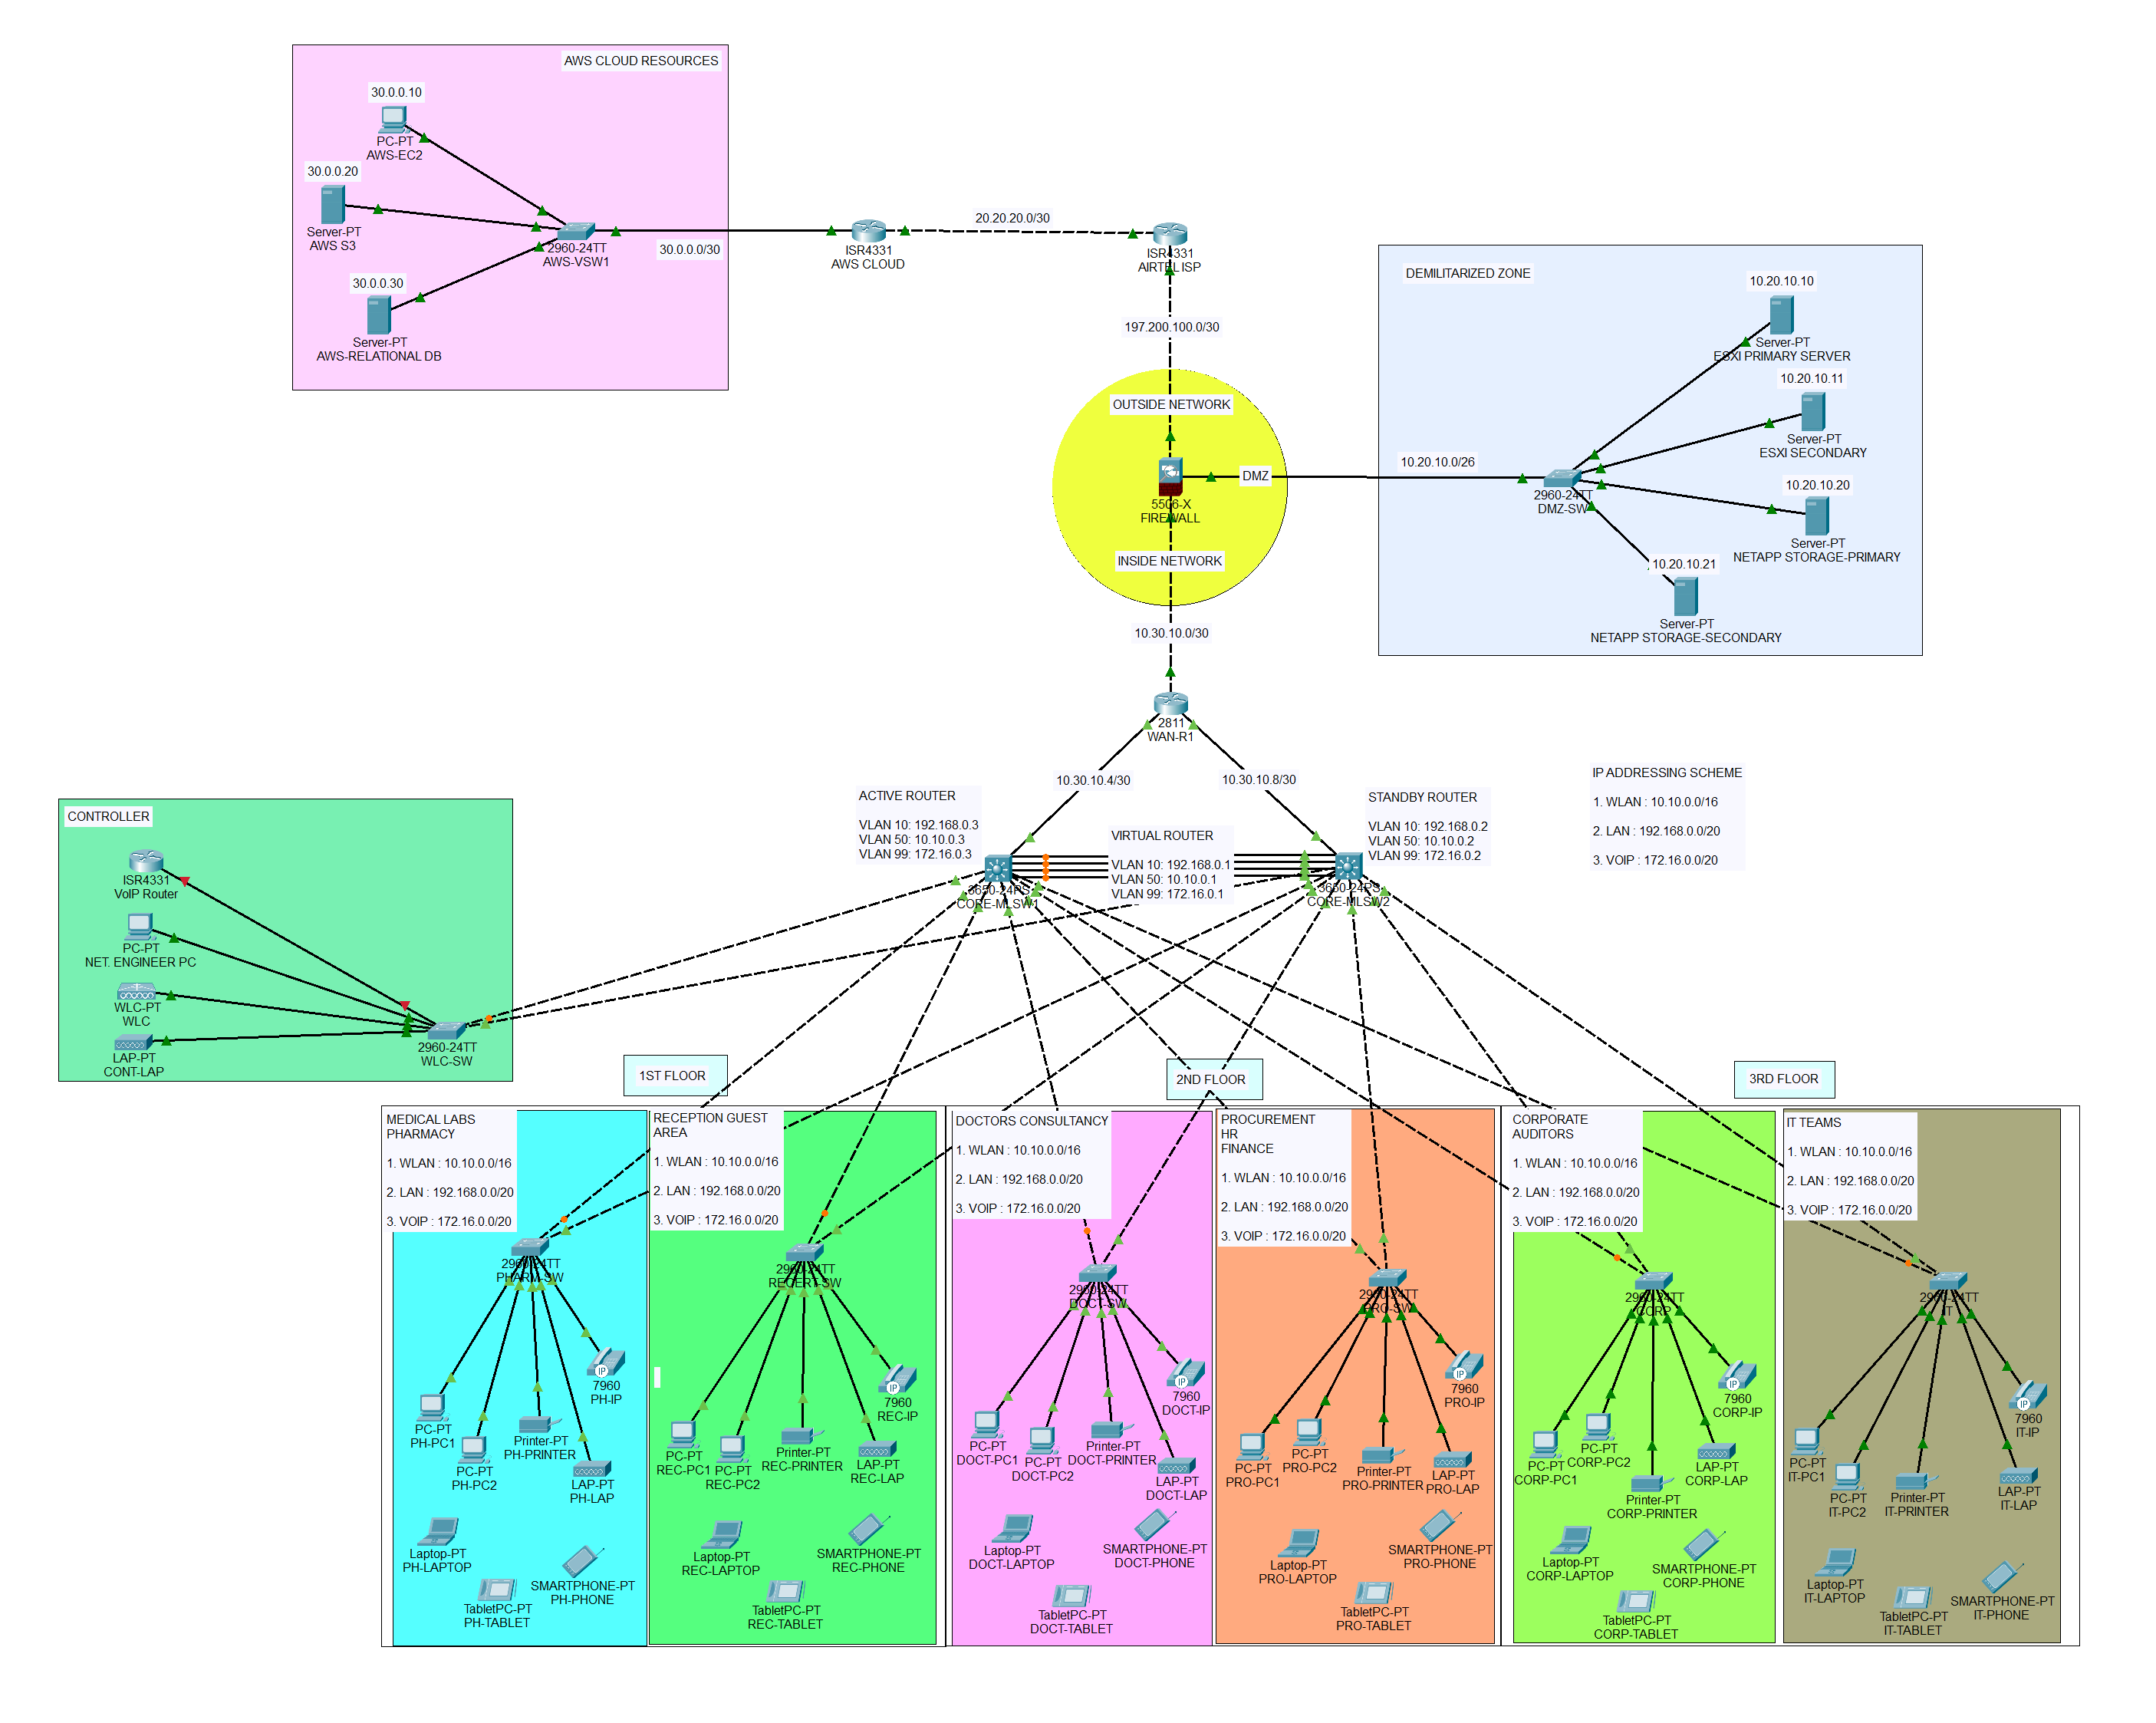 AWS CLOUD RESOURCES
30.0.0.10
PC-PT
AWS-EC2
30.0.0.20
Server-PT
AWS S3
30.0.0.30
Server-PT
AWS-RELATIONAL DB
2960-24TT
AWS-VSW1
30.0.0.0/30
ISR4331
AWS CLOUD
20.20.20.0/30
ISR4331
AIRTEL ISP
197.200.100.0/30
OUTSIDE NETWORK
5506-X
FIREWALL
DMZ
INSIDE NETWORK
DEMILITARIZED ZONE
10.20.10.0/26
2960-24TT
DMZ-SW
10.20.10.10
Server-PT
ESXI PRIMARY SERVER
10.20.10.11
Server-PT
ESXI SECONDARY
10.20.10.20
Server-PT
NETAPP STORAGE-PRIMARY
10.20.10.21
Server-PT
NETAPP STORAGE-SECONDARY
10.30.10.0/30
2811
WAN-R1
10.30.10.4/30
10.30.10.8/30
ACTIVE ROUTER
VLAN 10: 192.168.0.3
VLAN 50: 10.10.0.3
VLAN 99: 172.16.0.3
VIRTUAL ROUTER
VLAN 10: 192.168.0.1
VLAN 50: 10.10.0.1
VLAN 99: 172.16.0.1
STANDBY ROUTER
VLAN 10: 192.168.0.2
VLAN 50: 10.10.0.2
VLAN 99: 172.16.0.2
IP ADDRESSING SCHEME
1. WLAN : 10.10.0.0/16
2. LAN : 192.168.0.0/20
3. VOIP : 172.16.0.0/20
3650-24PS
CORE-MLSW1
3650-24PS
CORE-MLSW2
CONTROLLER
ISR4331
VoIP Router
PC-PT
NET. ENGINEER PC
WLC-PT
WLC
LAP-PT
CONT-LAP
2960-24TT
WLC-SW
1ST FLOOR
2ND FLOOR
3RD FLOOR
MEDICAL LABS
PHARMACY
1. WLAN : 10.10.0.0/16
2. LAN : 192.168.0.0/20
3. VOIP : 172.16.0.0/20
2960-24TT
PHARM-SW
7960
PH-IP
PC-PT
PH-PC1
PC-PT
PH-PC2
Printer-PT
PH-PRINTER
LAP-PT
PH-LAP
Laptop-PT
PH-LAPTOP
SMARTPHONE-PT
PH-PHONE
TabletPC-PT
PH-TABLET
RECEPTION GUEST
AREA
1. WLAN : 10.10.0.0/16
2. LAN : 192.168.0.0/20
3. VOIP : 172.16.0.0/20
2960-24TT
RECERT-SW
7960
REC-IP
PC-PT
REC-PC1
PC-PT
REC-PC2
Printer-PT
REC-PRINTER
LAP-PT
REC-LAP
Laptop-PT
REC-LAPTOP
SMARTPHONE-PT
REC-PHONE
TabletPC-PT
REC-TABLET
DOCTORS CONSULTANCY
1. WLAN : 10.10.0.0/16
2. LAN : 192.168.0.0/20
3. VOIP : 172.16.0.0/20
2960-24TT
DOCT-SW
7960
DOCT-IP
PC-PT
DOCT-PC1
PC-PT
DOCT-PC2
Printer-PT
DOCT-PRINTER
LAP-PT
DOCT-LAP
Laptop-PT
DOCT-LAPTOP
SMARTPHONE-PT
DOCT-PHONE
TabletPC-PT
DOCT-TABLET
PROCUREMENT
HR
FINANCE
1. WLAN : 10.10.0.0/16
2. LAN : 192.168.0.0/20
3. VOIP : 172.16.0.0/20
2960-24TT
PRO-SW
7960
PRO-IP
PC-PT
PRO-PC1
PC-PT
PRO-PC2
Printer-PT
PRO-PRINTER
LAP-PT
PRO-LAP
Laptop-PT
PRO-LAPTOP
SMARTPHONE-PT
PRO-PHONE
TabletPC-PT
PRO-TABLET
CORPORATE
AUDITORS
1. WLAN : 10.10.0.0/16
2. LAN : 192.168.0.0/20
3. VOIP : 172.16.0.0/20
2960-24TT
CORP
7960
CORP-IP
PC-PT
CORP-PC1
PC-PT
CORP-PC2
Printer-PT
CORP-PRINTER
LAP-PT
CORP-LAP
Laptop-PT
CORP-LAPTOP
SMARTPHONE-PT
CORP-PHONE
TabletPC-PT
CORP-TABLET
IT TEAMS
1. WLAN : 10.10.0.0/16
2. LAN : 192.168.0.0/20
3. VOIP : 172.16.0.0/20
2960-24TT
IT
7960
IT-IP
PC-PT
IT-PC1
PC-PT
IT-PC2
Printer-PT
IT-PRINTER
LAP-PT
IT-LAP
Laptop-PT
IT-LAPTOP
SMARTPHONE-PT
IT-PHONE
TabletPC-PT
IT-TABLET